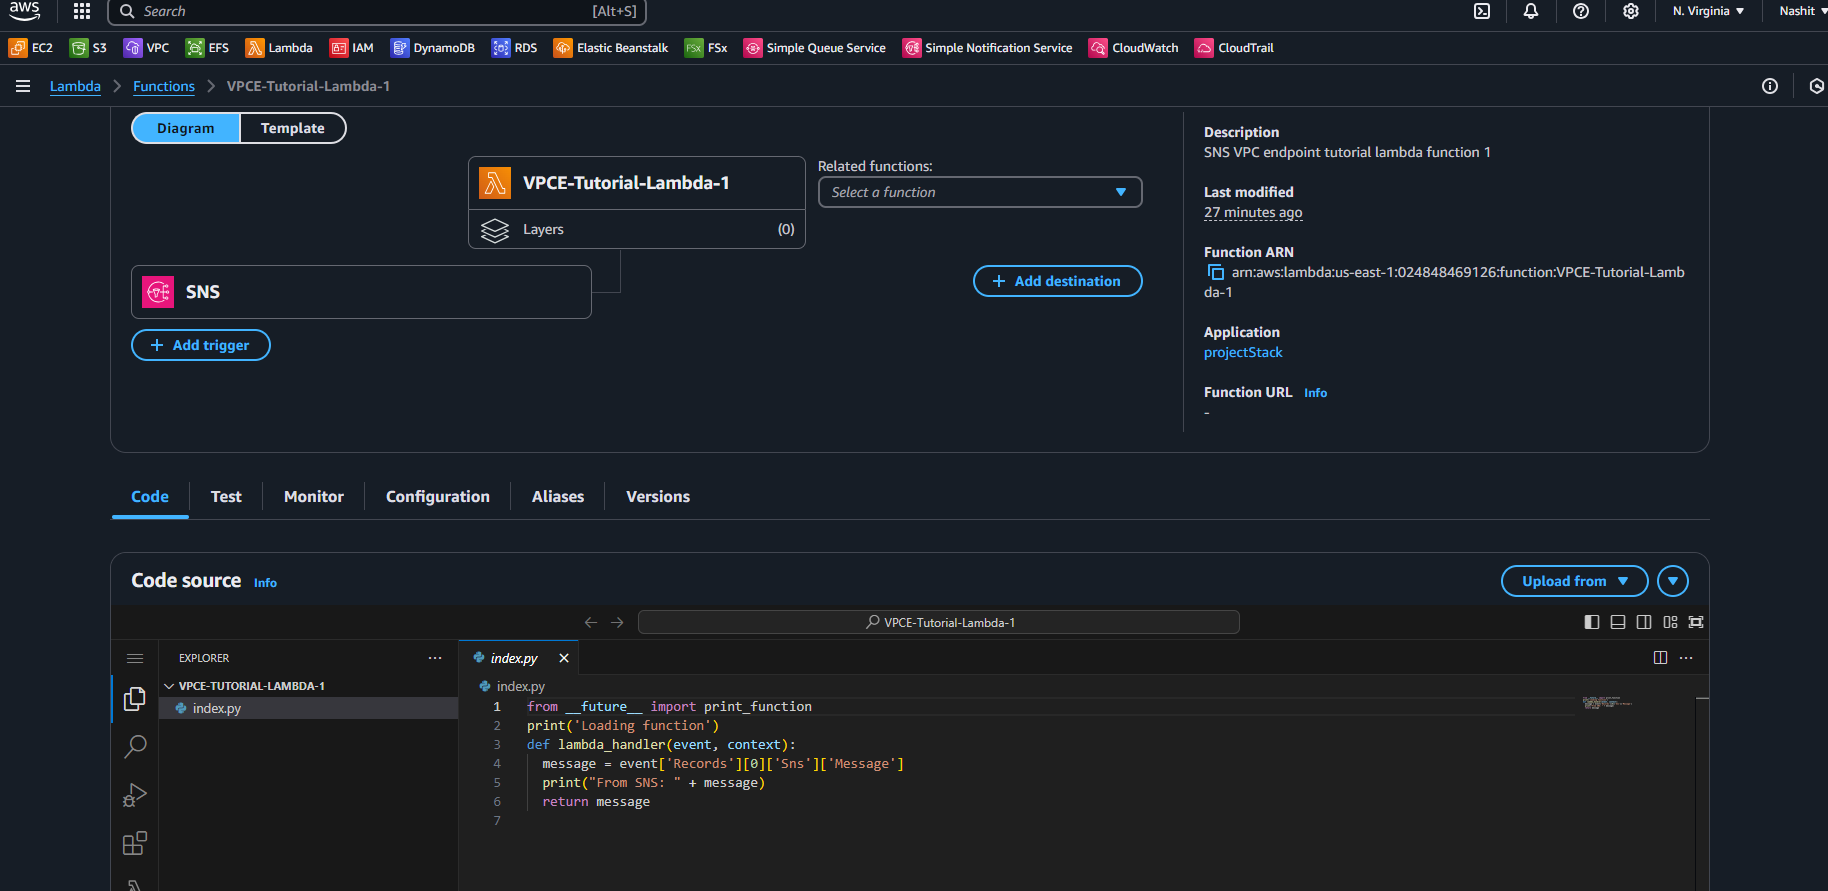 aws
Search [Alt+S] N. Virginia Nashit
EC2 S3 VPC EFS Lambda IAM DynamoDB RDS Elastic Beanstalk FSx FSx Simple Queue Service Simple Notification Service CloudWatch CloudTrail
Lambda Functions VPCE-Tutorial-Lambda-1
Diagram Template
VPCE-Tutorial-Lambda-1
Layers (0)
Related functions:
Select a function
SNS
+ Add trigger
+ Add destination
Description
SNS VPC endpoint tutorial lambda function 1
Last modified
27 minutes ago
Function ARN
arn:aws:lambda:us-east-1:024848469126:function:VPCE-Tutorial-Lamb
da-1
Application
projectStack
Function URL Info
-
Code Test Monitor Configuration Aliases Versions
Code source Info
Upload from
VPCE-Tutorial-Lambda-1
EXPLORER
VPCE-TUTORIAL-LAMBDA-1
index.py
index.py
index.py
1 from __future__ import print_function
2 print('Loading function')
3 def lambda_handler(event, context):
4 message = event['Records'][0]['Sns']['Message']
5 print("From SNS: " + message)
6 return message
7